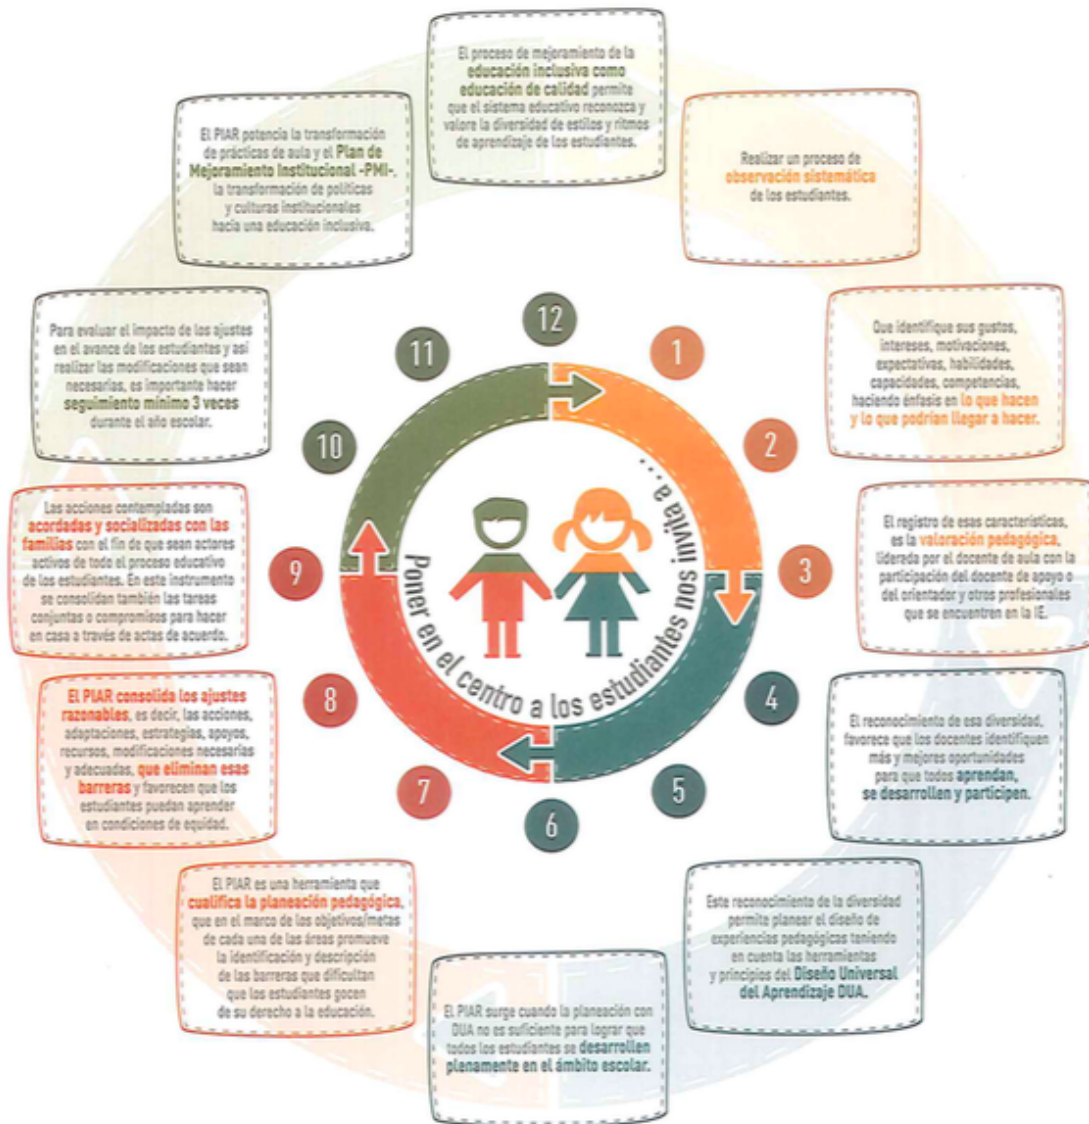 Poner en el centro a los estudiantes nos invita a...
1
Realizar un proceso de
observación sistemática
de los estudiantes.
2
Que identifique sus gustos,
intereses, motivaciones,
expectativas, habilidades,
capacidades, competencias,
haciendo énfasis en lo que hacen
y lo que podrían llegar a hacer.
3
El registro de esas características,
es la valoración pedagógica,
liderada por el docente de aula con la
participación del docente de apoyo o
del orientador y otros profesionales
que se encuentren en la IE.
4
El reconocimiento de esa diversidad,
favorece que los docentes identifiquen
más y mejores oportunidades
para que todos aprendan,
se desarrollen y participen.
5
Este reconocimiento de la diversidad
permite planear el diseño de
experiencias pedagógicas teniendo
en cuenta las herramientas
y principios del Diseño Universal
del Aprendizaje DUA.
6
El PIAR surge cuando la planeación con
DUA no es suficiente para lograr que
todos los estudiantes se desarrollen
plenamente en el ámbito escolar.
7
El PIAR es una herramienta que
cualifica la planeación pedagógica,
que en el marco de los objetivos/metas
de cada una de las áreas promueve
la identificación y descripción
de las barreras que dificultan
que los estudiantes gocen
de su derecho a la educación.
8
El PIAR consolida los ajustes
razonables, es decir, las acciones,
adaptaciones, estrategias, apoyos,
recursos, modificaciones necesarias
y adecuadas, que eliminan esas
barreras y favorecen que los
estudiantes puedan aprender
en condiciones de equidad.
9
Las acciones contempladas son
acordadas y socializadas con las
familias con el fin de que sean actores
activos de todo el proceso educativo
de los estudiantes. En este instrumento
se consolidan también las tareas
conjuntas o compromisos para hacer
en casa a través de actas de acuerdo.
10
Para evaluar el impacto de los ajustes
en el avance de los estudiantes y así
realizar las modificaciones que sean
necesarias, es importante hacer
seguimiento mínimo 3 veces
durante el año escolar.
11
El PIAR potencia la transformación
de prácticas de aula y el Plan de
Mejoramiento Institucional -PMI-,
la transformación de políticas
y culturas institucionales
hacia una educación inclusiva.
12
El proceso de mejoramiento de la
educación inclusiva como
educación de calidad permite
que el sistema educativo reconozca y
valore la diversidad de estilos y ritmos
de aprendizaje de los estudiantes.